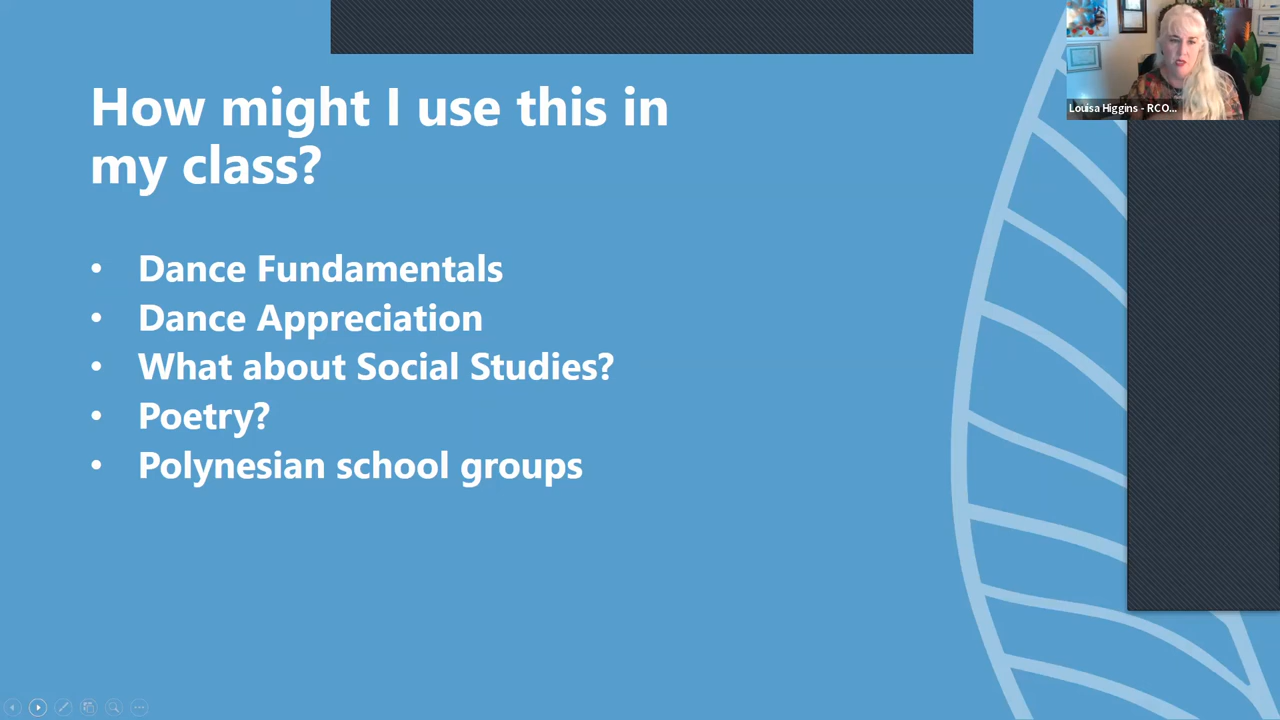 How might I use this in
my class?
• Dance Fundamentals
• Dance Appreciation
• What about Social Studies?
• Poetry?
• Polynesian school groups
Louisa Higgins - RCO...